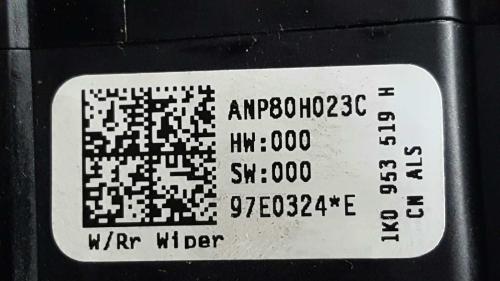 ANP80H023C
HW:000
SW:000
97E0324*E
W/Rr Wiper
1K0 953 519 H
CN ALS